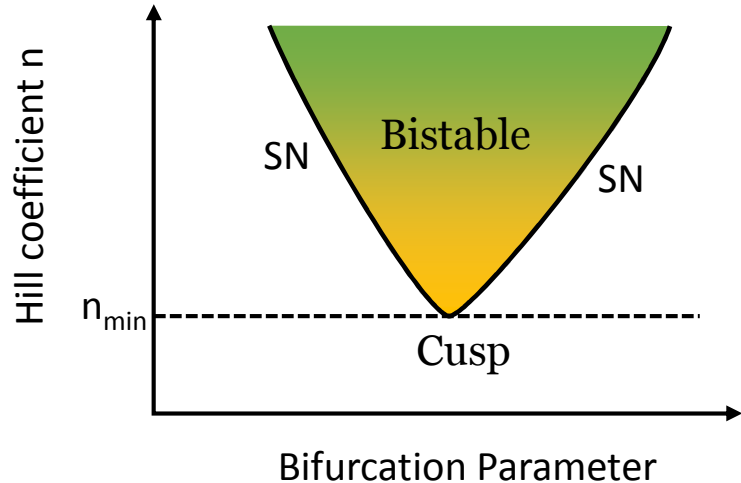 Hill coefficient n
Bistable
SN
SN
n_min
Cusp
Bifurcation Parameter